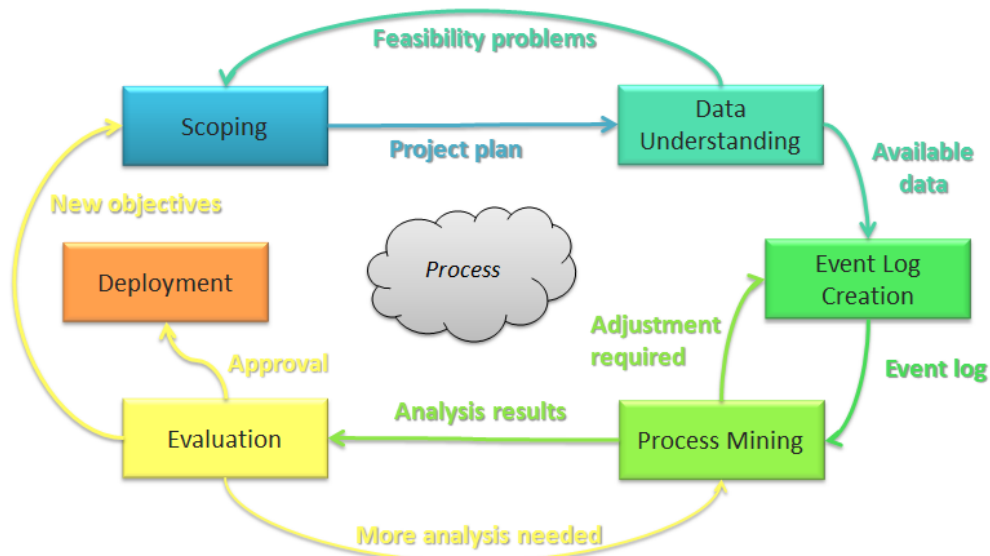 Feasibility problems
Scoping
Data
Understanding
Project plan
Available
data
New objectives
Process
Deployment
Event Log
Creation
Adjustment
required
Approval
Event log
Analysis results
Evaluation
Process Mining
More analysis needed